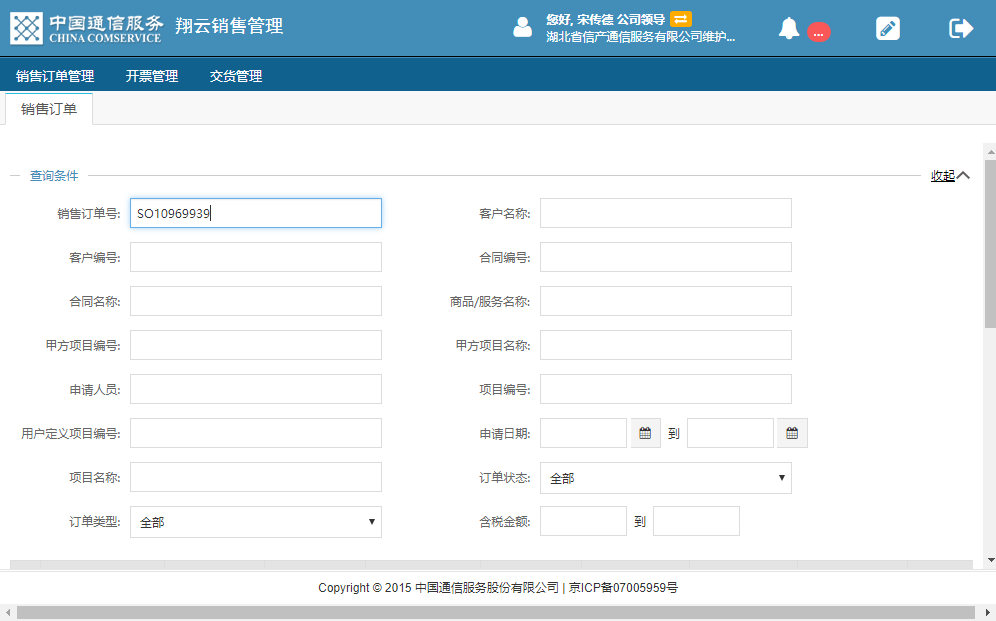 中国通信服务
CHINA COMSERVICE
翔云销售管理
您好, 宋传德 公司领导
湖北省信产通信服务有限公司维护...
...
销售订单管理 开票管理 交货管理
销售订单
查询条件 收起
销售订单号: SO10969939 客户名称:
客户编号: 合同编号:
合同名称: 商品/服务名称:
甲方项目编号: 甲方项目名称:
申请人员: 项目编号:
用户定义项目编号: 申请日期: 到
项目名称: 订单状态: 全部
订单类型: 全部 含税金额: 到
Copyright © 2015 中国通信服务股份有限公司 | 京ICP备07005959号